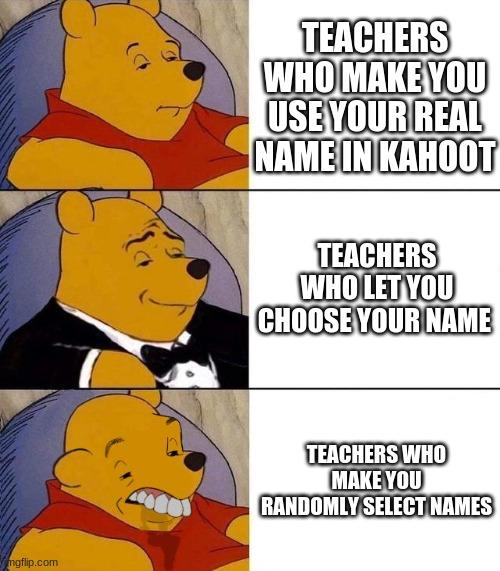 TEACHERS
WHO MAKE YOU
USE YOUR REAL
NAME IN KAHOOT
TEACHERS
WHO LET YOU
CHOOSE YOUR NAME
TEACHERS WHO
MAKE YOU
RANDOMLY SELECT NAMES
imgflip.com